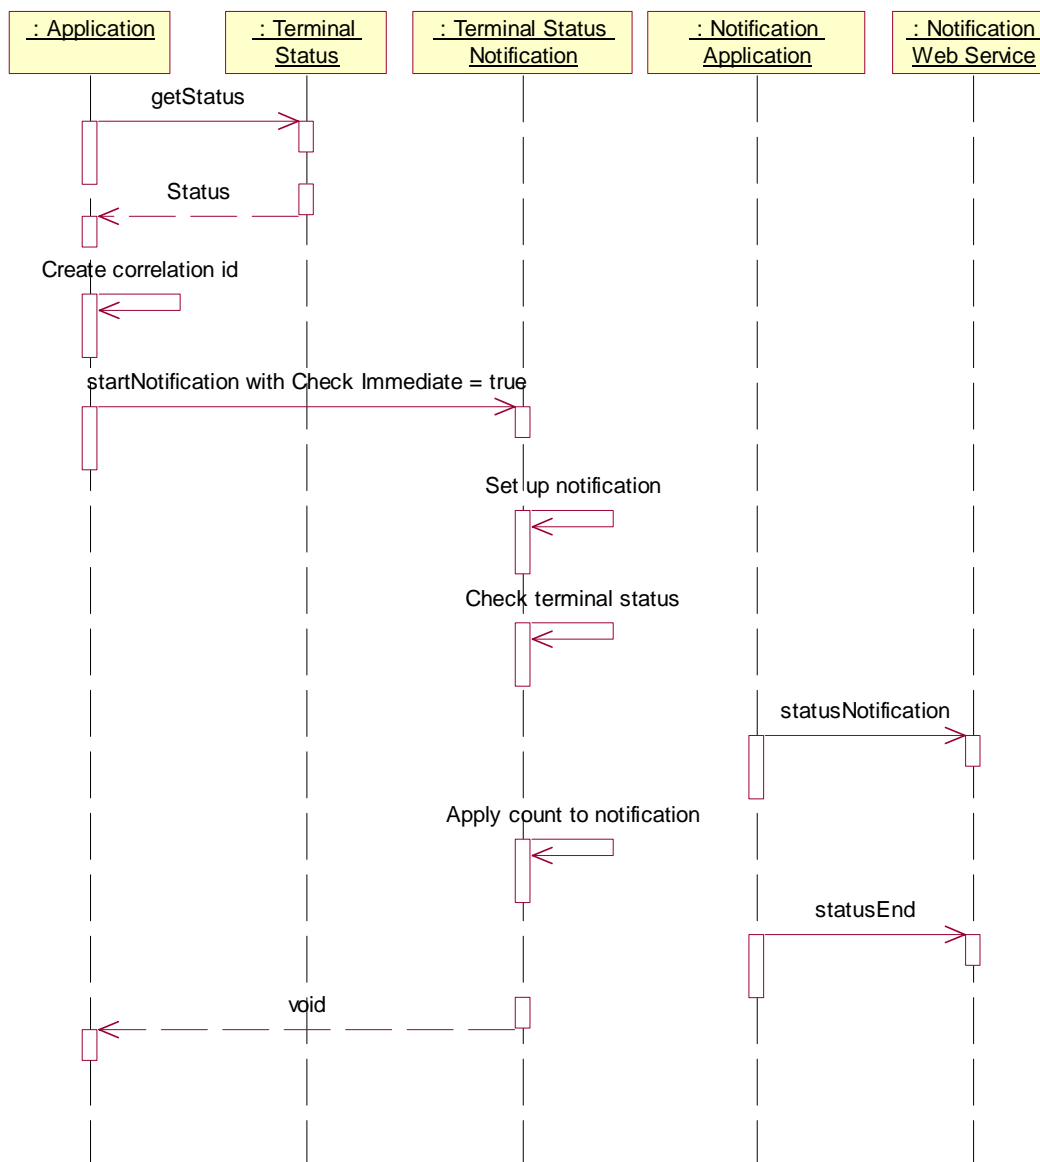 : Application
: Terminal
Status
: Terminal Status
Notification
: Notification
Application
: Notification
Web Service
getStatus
Status
Create correlation id
startNotification with Check Immediate = true
Set up notification
Check terminal status
statusNotification
Apply count to notification
statusEnd
void